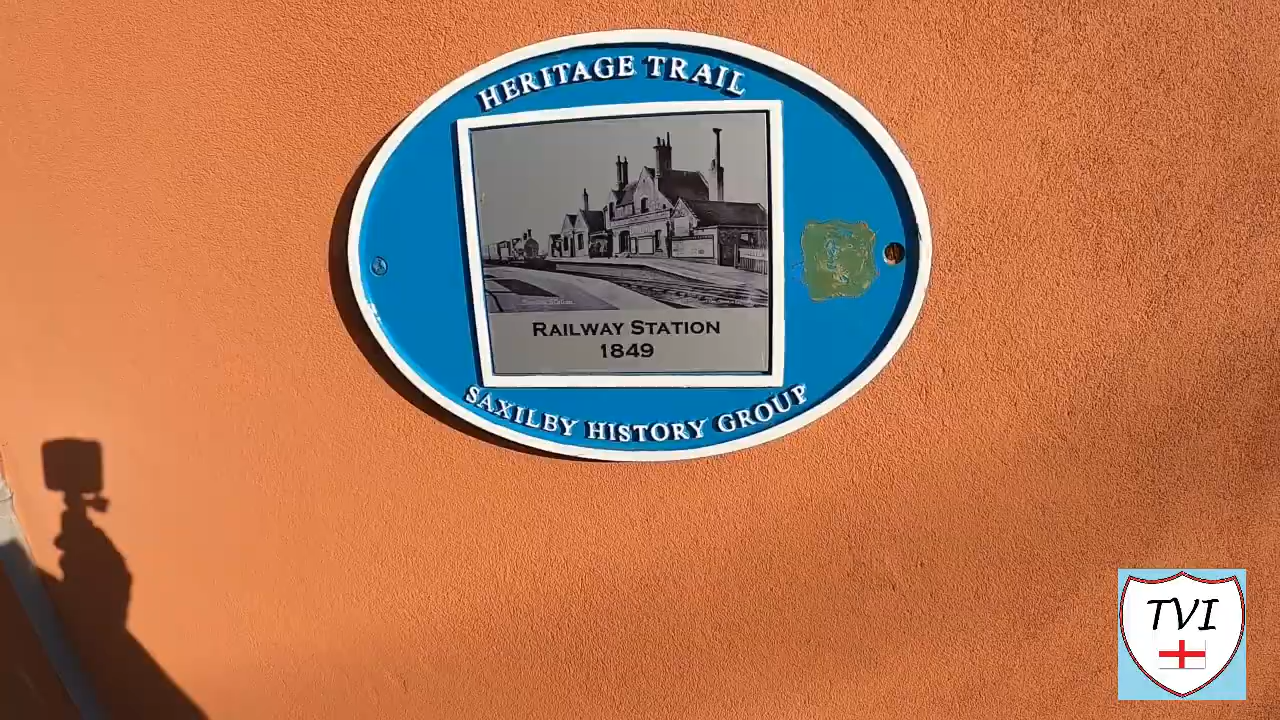 HERITAGE TRAIL
RAILWAY STATION
1849
SAXILBY HISTORY GROUP
TVI